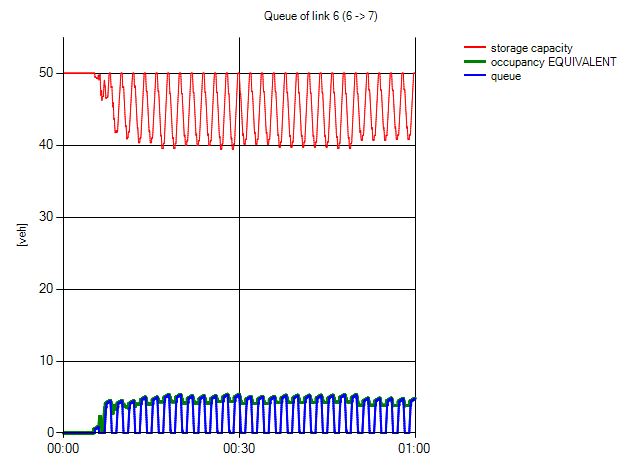 Queue of link 6 (6 -> 7)
storage capacity
occupancy EQUIVALENT
queue
[veh]
50
40
30
20
10
0
00:00 00:30 01:00